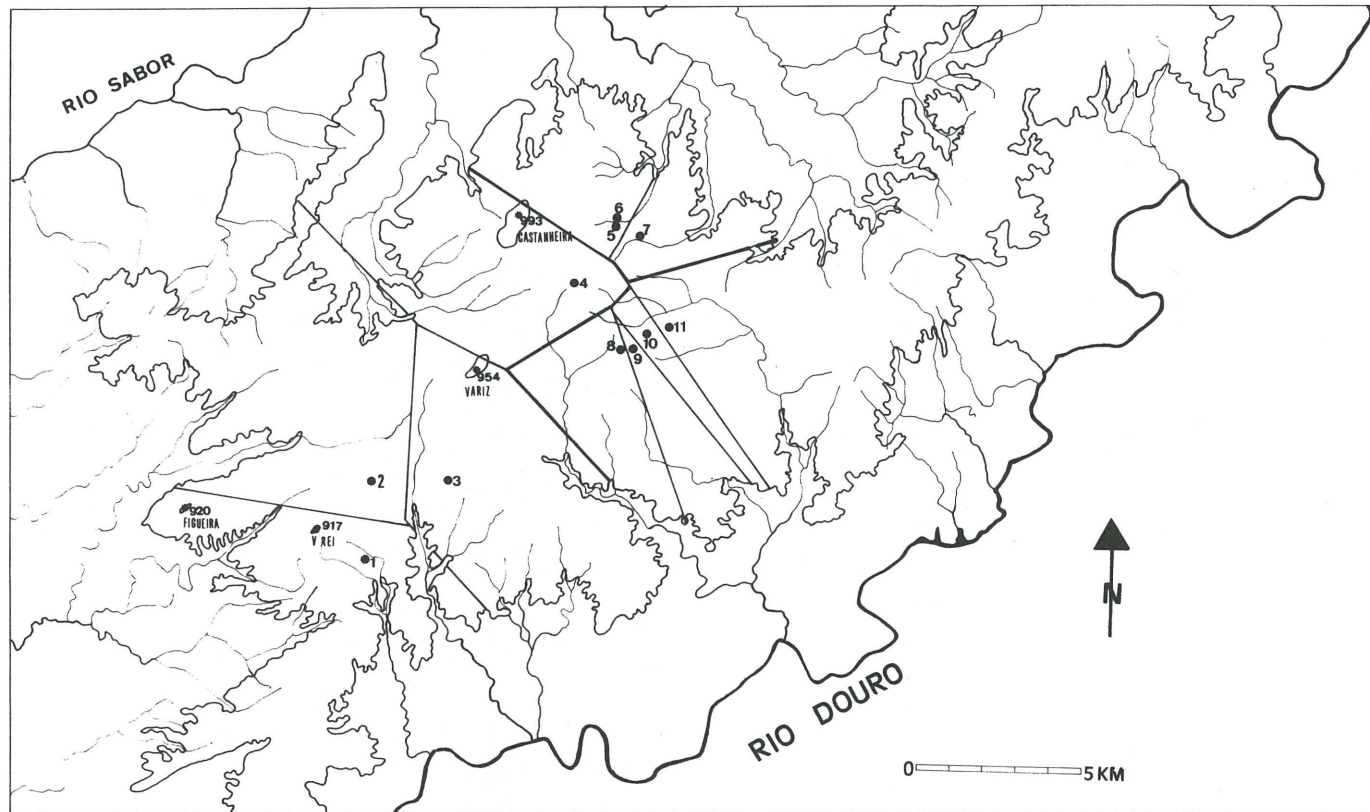 RIO SABOR
993
CASTANHEIRA
6
5
7
4
11
10
8
9
954
VARIZ
2
3
920
FIGUEIRA
917
V REI
1
N
RIO DOURO
0 5 KM